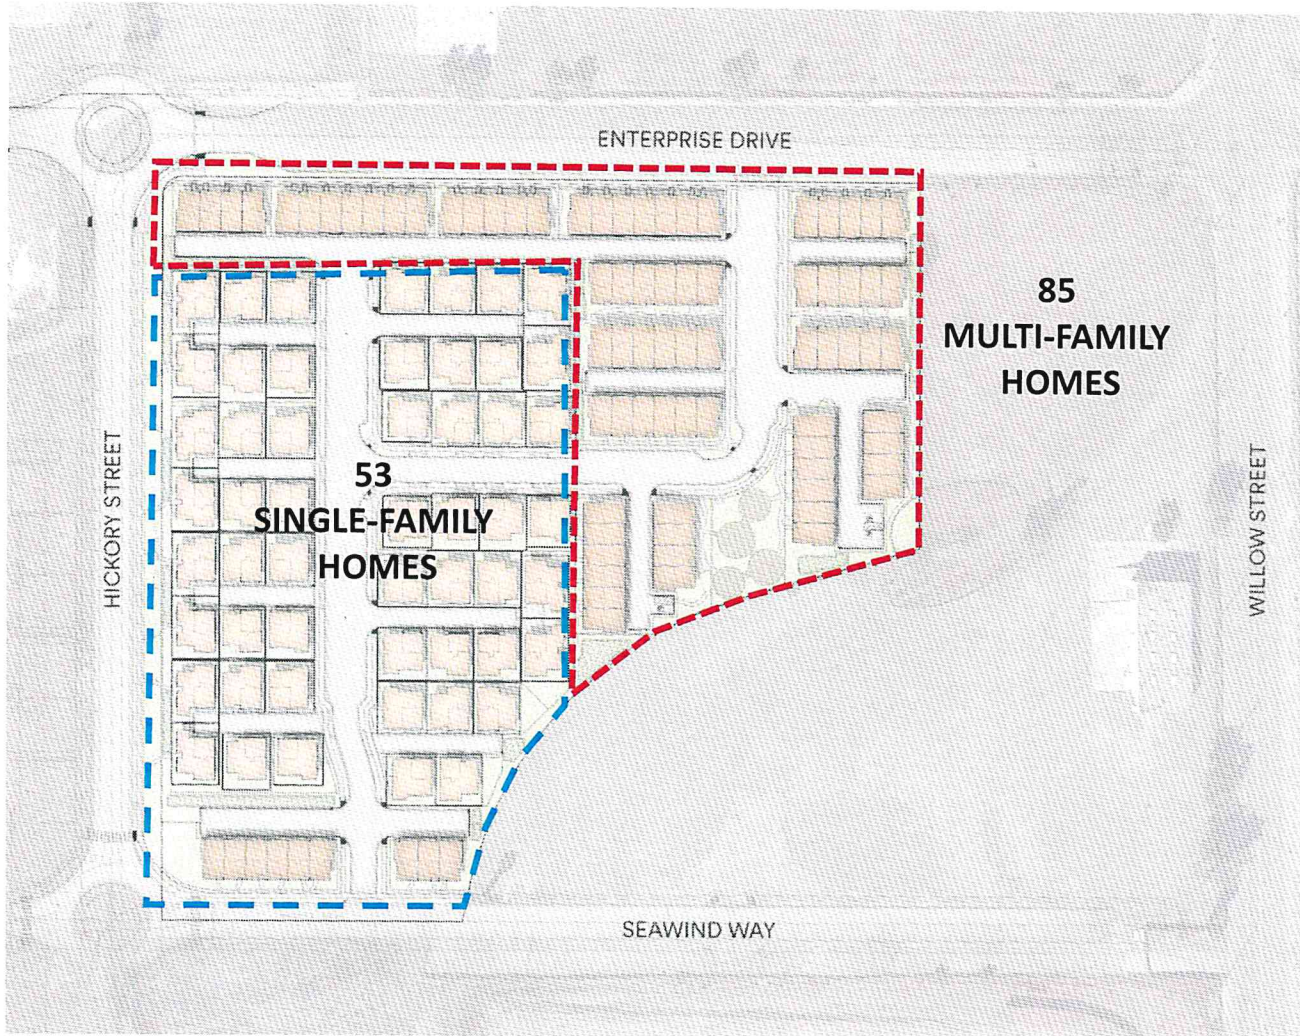 ENTERPRISE DRIVE
85
MULTI-FAMILY
HOMES
HICKORY STREET
53
SINGLE-FAMILY
HOMES
WILLOW STREET
SEAWIND WAY